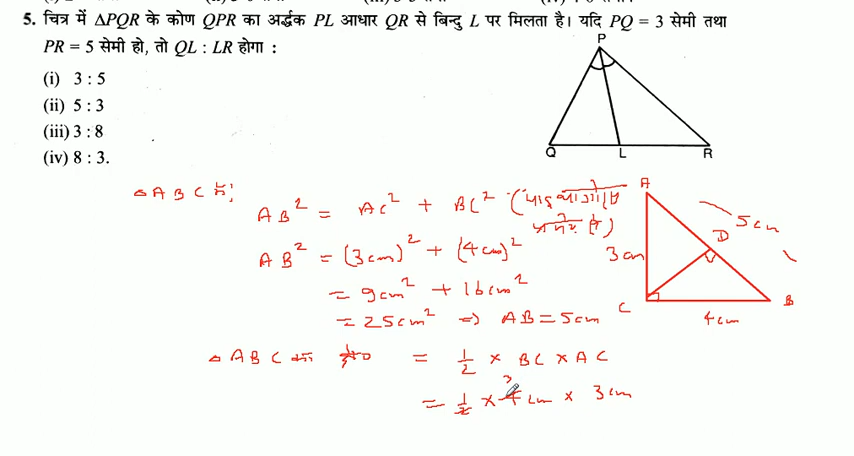 5. चित्र में ΔPQR के कोण QPR का अर्द्धक PL आधार QR से बिन्दु L पर मिलता है। यदि PQ = 3 सेमी तथा
PR = 5 सेमी हो, तो QL : LR होगा :
(i) 3 : 5
(ii) 5 : 3
(iii) 3 : 8
(iv) 8 : 3.
P
Q L R
△ABC में:
AB² = AC² + BC² (
AB² = (3cm)² + (4cm)²
= 9cm² + 16cm²
= 25cm² ⇒ AB = 5cm
A
5cm
D
3cm
C
B
4cm
△ABC का = 1/2 × BC × AC
= 1/2 × 4cm × 3cm